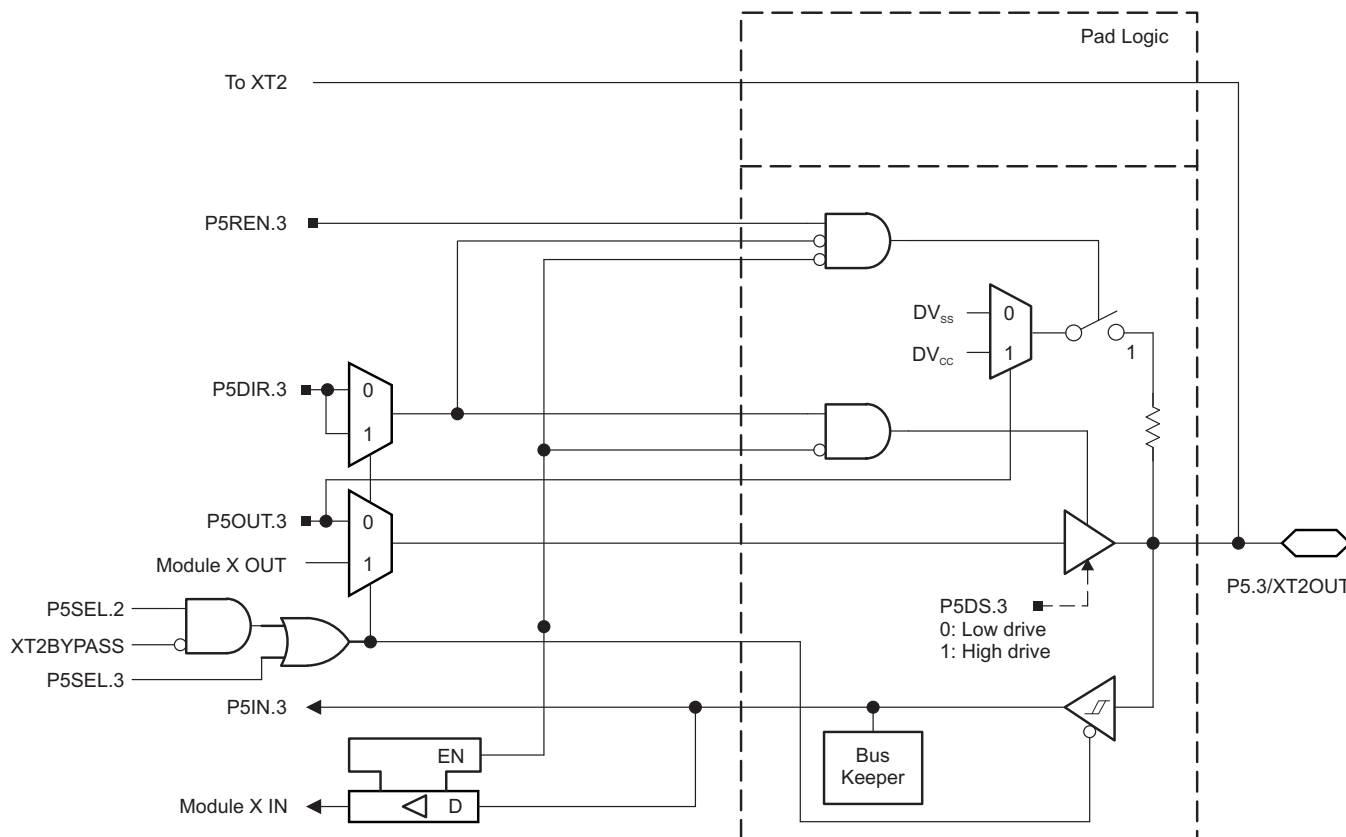 Pad Logic
To XT2
P5REN.3
DVSS
0
DVCC
1
1
P5DIR.3
0
1
P5OUT.3
0
Module X OUT
1
P5.3/XT2OUT
P5SEL.2
XT2BYPASS
P5SEL.3
P5DS.3
0: Low drive
1: High drive
P5IN.3
EN
Bus
Keeper
Module X IN
D